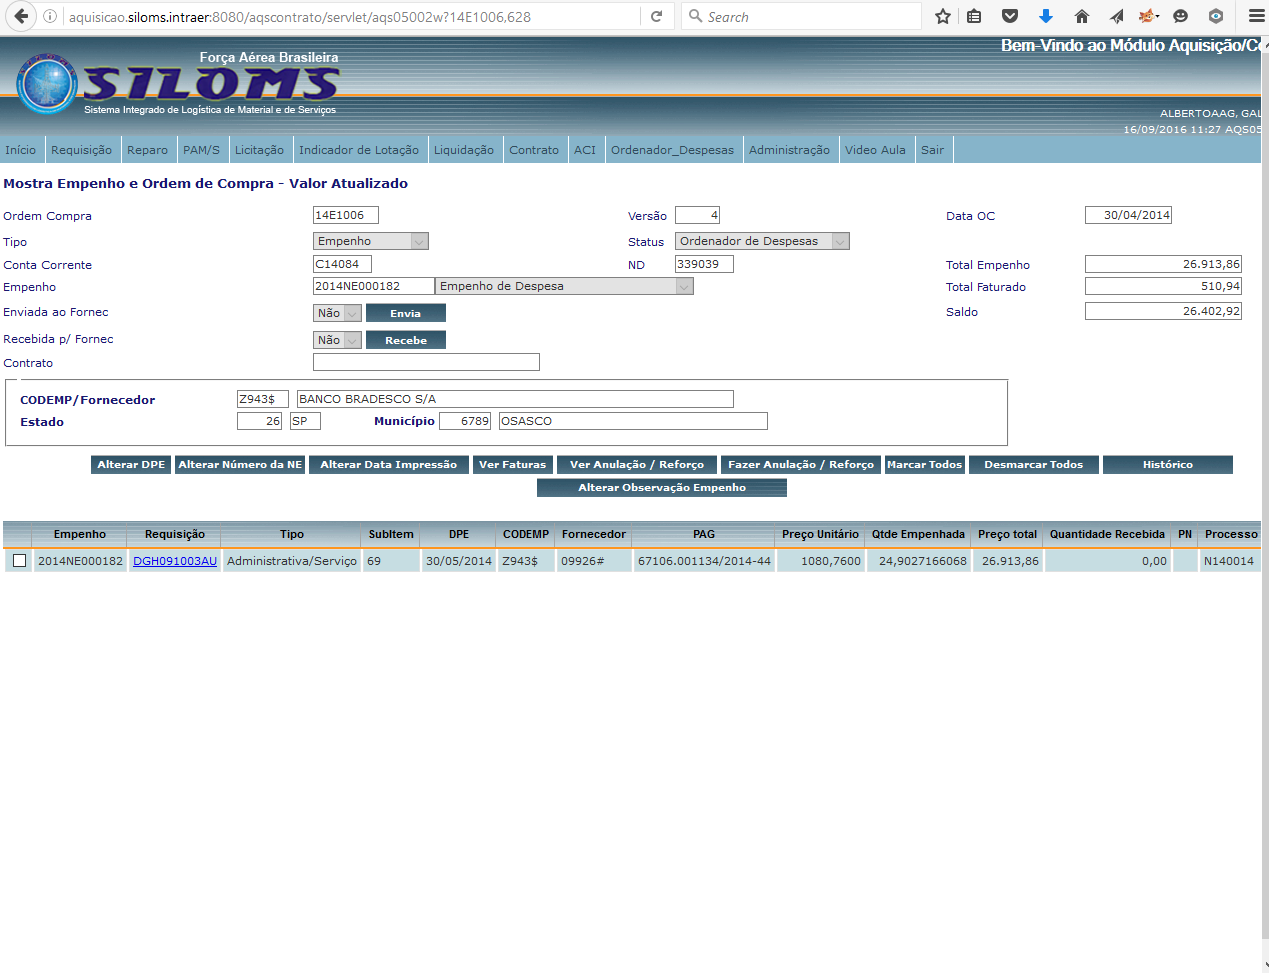 aquisicao.siloms.intraer:8080/aqscontrato/servlet/aqs05002w?14E1006,628
Search
Bem-Vindo ao Módulo Aquisição/Co
Força Aérea Brasileira
SILOMS
Sistema Integrado de Logística de Material e de Serviços
ALBERTOAAG, GAL
16/09/2016 11:27 AQS05
Início Requisição Reparo PAM/S Licitação Indicador de Lotação Liquidação Contrato ACI Ordenador_Despesas Administração Video Aula Sair
Mostra Empenho e Ordem de Compra - Valor Atualizado
Ordem Compra 14E1006 Versão 4 Data OC 30/04/2014
Tipo Empenho Status Ordenador de Despesas
Conta Corrente C14084 ND 339039 Total Empenho 26.913,86
Empenho 2014NE000182 Empenho de Despesa Total Faturado 510,94
Enviada ao Fornec Não Envia Saldo 26.402,92
Recebida p/ Fornec Não Recebe
Contrato
CODEMP/Fornecedor Z943$ BANCO BRADESCO S/A
Estado 26 SP Município 6789 OSASCO
Alterar DPE Alterar Número da NE Alterar Data Impressão Ver Faturas Ver Anulação / Reforço Fazer Anulação / Reforço Marcar Todos Desmarcar Todos Histórico
Alterar Observação Empenho
Empenho Requisição Tipo SubItem DPE CODEMP Fornecedor PAG Preço Unitário Qtde Empenhada Preço total Quantidade Recebida PN Processo
2014NE000182 DGH091003AU Administrativa/Serviço 69 30/05/2014 Z943$ 09926# 67106.001134/2014-44 1080,7600 24,9027166068 26.913,86 0,00 N140014